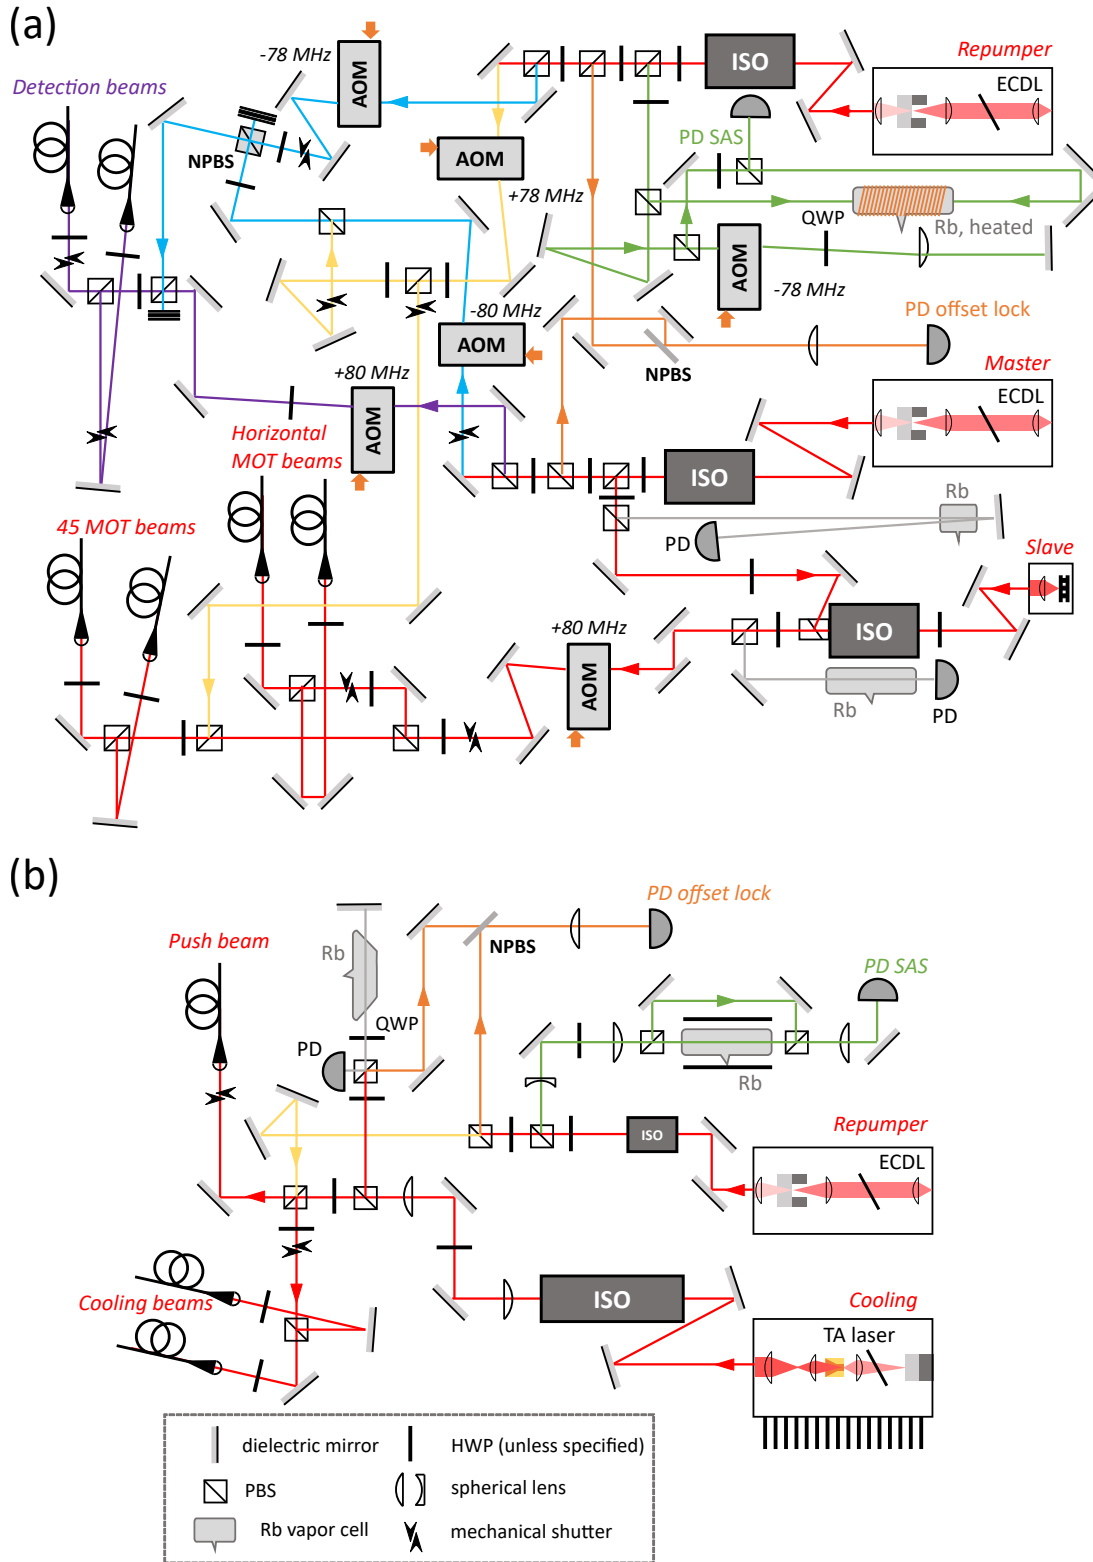 (a)
-78 MHz
AOM
ISO
Repumper
ECDL
Detection beams
PD SAS
NPBS
AOM
+78 MHz
QWP
Rb, heated
AOM
-78 MHz
-80 MHz
AOM
PD offset lock
NPBS
Master
ECDL
+80 MHz
AOM
Horizontal
MOT beams
ISO
Rb
PD
45 MOT beams
Slave
+80 MHz
AOM
ISO
Rb
PD
(b)
PD offset lock
Push beam
Rb
NPBS
PD SAS
QWP
PD
Rb
Repumper
ISO
ECDL
Cooling beams
ISO
Cooling
TA laser
dielectric mirror
HWP (unless specified)
PBS
spherical lens
Rb vapor cell
mechanical shutter